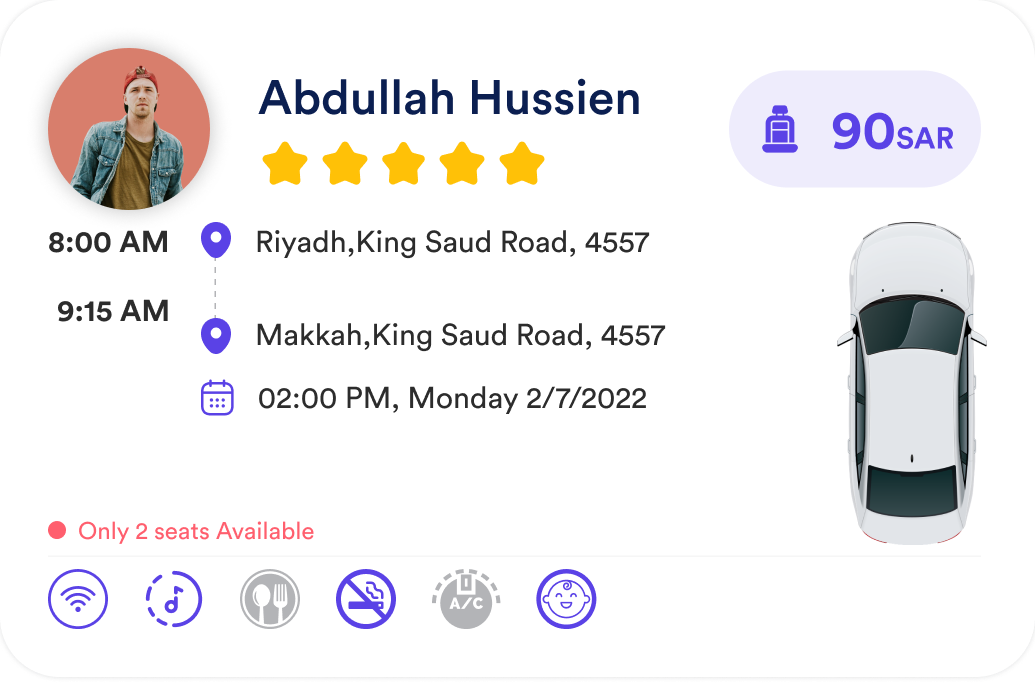 Abdullah Hussien
90SAR
8:00 AM
Riyadh,King Saud Road, 4557
9:15 AM
Makkah,King Saud Road, 4557
02:00 PM, Monday 2/7/2022
Only 2 seats Available
A/C